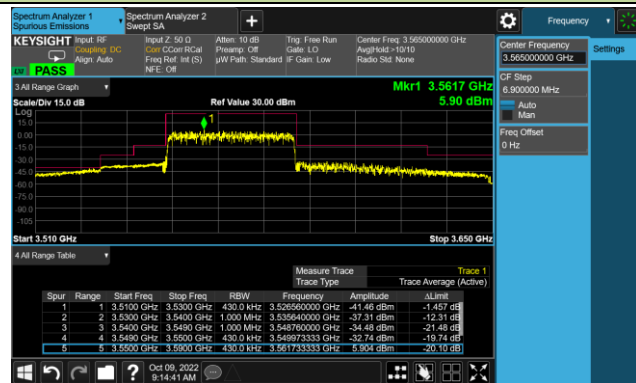 Spectrum Analyzer 1
Spurious Emissions
Spectrum Analyzer 2
Swept SA
+
Frequency
KEYSIGHT
Input: RF
Coupling: DC
Align: Auto
Input Z: 50 Ω
Corr CCorr RCal
Freq Ref: Int (S)
NFE: Off
Atten: 10 dB
Preamp: Off
µW Path: Standard
Trig: Free Run
Gate: LO
IF Gain: Low
Center Freq: 3.565000000 GHz
Avg|Hold:>10/10
Radio Std: None
PASS
Center Frequency
3.565000000 GHz
Settings
CF Step
6.900000 MHz
Auto
Man
Freq Offset
0 Hz
3 All Range Graph
Mkr1 3.5617 GHz
Scale/Div 15.0 dB
Ref Value 30.00 dBm
5.90 dBm
Log
1
15.0
0.00
-15.0
-30.0
-45.0
-60.0
-75.0
-90.0
-105
Start 3.510 GHz
Stop 3.650 GHz
4 All Range Table
Measure Trace Trace 1
Trace Type Trace Average (Active)
Spur Range Start Freq Stop Freq RBW Frequency Amplitude ΔLimit
1 1 3.5100 GHz 3.5300 GHz 430.0 kHz 3.526560000 GHz -41.46 dBm -1.457 dB
2 2 3.5300 GHz 3.5400 GHz 1.000 MHz 3.535640000 GHz -37.31 dBm -12.31 dB
3 3 3.5400 GHz 3.5490 GHz 1.000 MHz 3.548760000 GHz -34.48 dBm -21.48 dB
4 4 3.5490 GHz 3.5500 GHz 430.0 kHz 3.549973333 GHz -32.74 dBm -19.74 dB
5 5 3.5500 GHz 3.5900 GHz 430.0 kHz 3.561733333 GHz 5.904 dBm -20.10 dB
?
Oct 09, 2022
9:14:41 AM